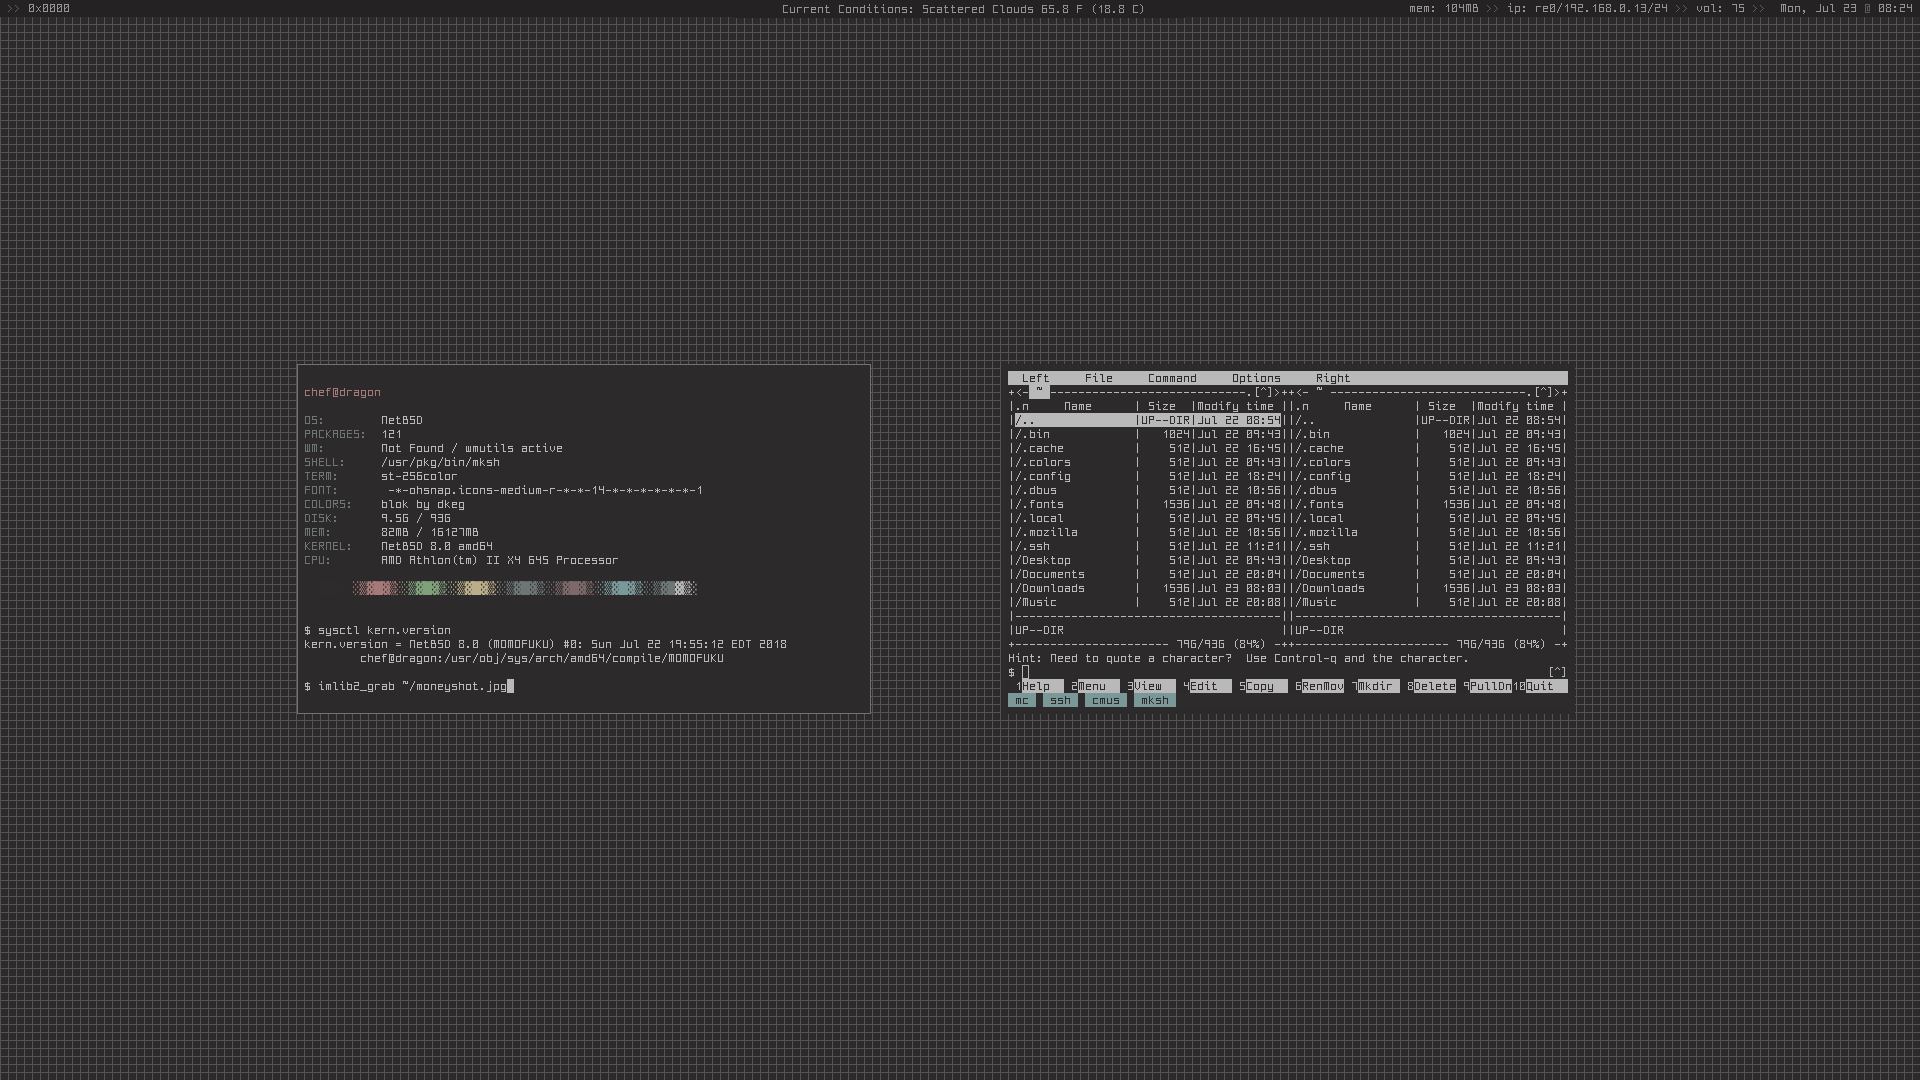 >> 0x0000
Current Conditions: Scattered Clouds 65.8 F (18.8 C)
mem: 104MB >> ip: re0/192.168.0.13/24 >> vol: 75 >> Mon, Jul 23 @ 08:24
chef@dragon
OS: NetBSD
PACKAGES: 121
WM: Not Found / wmutils active
SHELL: /usr/pkg/bin/mksh
TERM: st-256color
FONT: -*-ohsnap.icons-medium-r-*-*-14-*-*-*-*-*-*-1
COLORS: blok by dkeg
DISK: 9.5G / 93G
MEM: 82MB / 16127MB
KERNEL: NetBSD 8.0 amd64
CPU: AMD Athlon(tm) II X4 645 Processor
$ sysctl kern.version
kern.version = NetBSD 8.0 (MOMOFUKU) #0: Sun Jul 22 19:55:12 EDT 2018
chef@dragon:/usr/obj/sys/arch/amd64/compile/MOMOFUKU
$ imlib2_grab ~/moneyshot.jpg
Left File Command Options Right
+<- ~ ----------------------------.[^]>++<- ~ ----------------------------.[^]>+
|.n Name | Size |Modify time ||.n Name | Size |Modify time |
|/.. |UP--DIR|Jul 22 08:54||/.. |UP--DIR|Jul 22 08:54|
|/.bin | 1024|Jul 22 09:43||/.bin | 1024|Jul 22 09:43|
|/.cache | 512|Jul 22 16:45||/.cache | 512|Jul 22 16:45|
|/.colors | 512|Jul 22 09:43||/.colors | 512|Jul 22 09:43|
|/.config | 512|Jul 22 18:24||/.config | 512|Jul 22 18:24|
|/.dbus | 512|Jul 22 10:56||/.dbus | 512|Jul 22 10:56|
|/.fonts | 1536|Jul 22 09:48||/.fonts | 1536|Jul 22 09:48|
|/.local | 512|Jul 22 09:45||/.local | 512|Jul 22 09:45|
|/.mozilla | 512|Jul 22 10:56||/.mozilla | 512|Jul 22 10:56|
|/.ssh | 512|Jul 22 11:21||/.ssh | 512|Jul 22 11:21|
|/Desktop | 512|Jul 22 09:43||/Desktop | 512|Jul 22 09:43|
|/Documents | 512|Jul 22 20:04||/Documents | 512|Jul 22 20:04|
|/Downloads | 1536|Jul 23 08:03||/Downloads | 1536|Jul 23 08:03|
|/Music | 512|Jul 22 20:08||/Music | 512|Jul 22 20:08|
|UP--DIR ||UP--DIR |
+---------------------- 79G/93G (84%) -++---------------------- 79G/93G (84%) -+
Hint: Need to quote a character? Use Control-q and the character.
$ [^]
1Help 2Menu 3View 4Edit 5Copy 6RenMov 7Mkdir 8Delete 9PullDn 10Quit
mc ssh cmus mksh